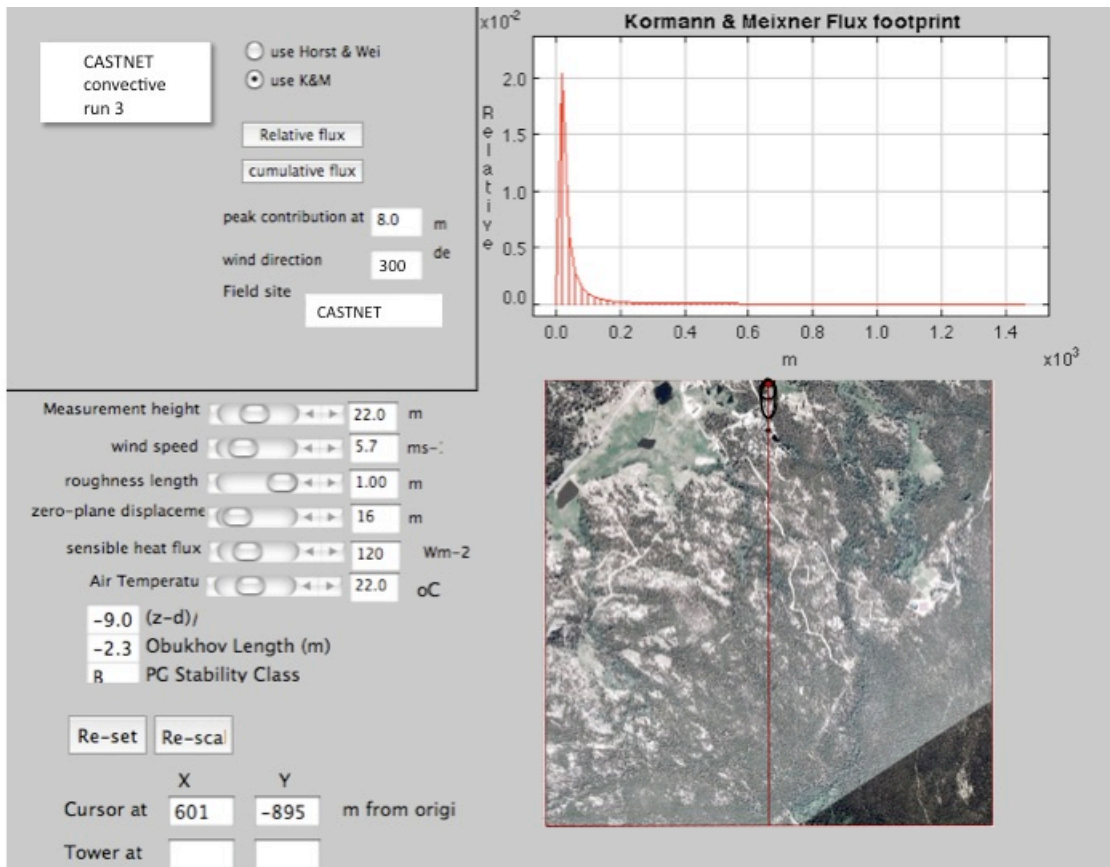 CASTNET
convective
run 3
use Horst & Wei
use K&M
Relative flux
cumulative flux
peak contribution at 8.0 m
wind direction 300 de
Field site
CASTNET
x10-2
Kormann & Meixner Flux footprint
Relative
2.0
1.5
1.0
0.5
0.0
0.0 0.2 0.4 0.6 0.8 1.0 1.2 1.4
m
x103
Measurement height 22.0 m
wind speed 5.7 ms-
roughness length 1.00 m
zero-plane displaceme 16 m
sensible heat flux 120 Wm-2
Air Temperatu 22.0 oC
-9.0 (z-d)/
-2.3 Obukhov Length (m)
B PG Stability Class
Re-set Re-scal
X Y
Cursor at 601 -895 m from origi
Tower at